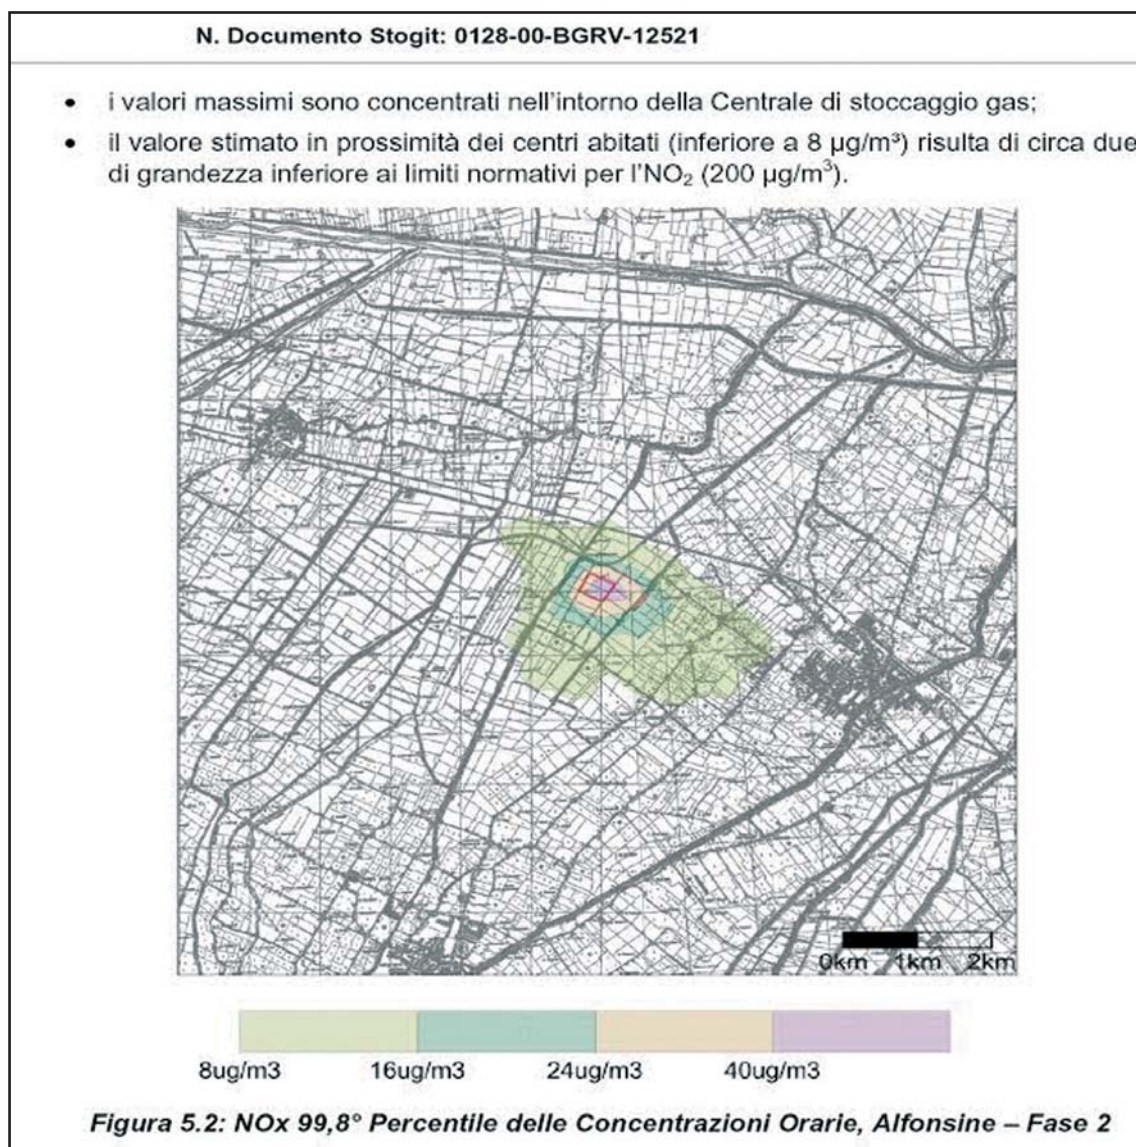 N. Documento Stogit: 0128-00-BGRV-12521
• i valori massimi sono concentrati nell'intorno della Centrale di stoccaggio gas;
• il valore stimato in prossimità dei centri abitati (inferiore a 8 µg/m³) risulta di circa due
di grandezza inferiore ai limiti normativi per l'NO₂ (200 µg/m³).
0km 1km 2km
8ug/m3 16ug/m3 24ug/m3 40ug/m3
Figura 5.2: NOx 99,8° Percentile delle Concentrazioni Orarie, Alfonsine – Fase 2